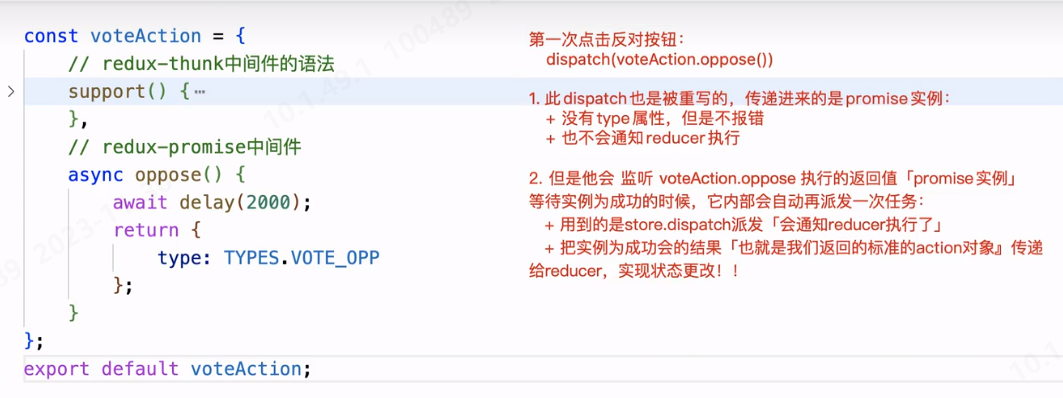 const voteAction = {
// redux-thunk中间件的语法
support() { ⋯
},
// redux-promise中间件
async oppose() {
await delay(2000);
return {
type: TYPES.VOTE_OPP
};
}
};
export default voteAction;
第一次点击反对按钮：
dispatch(voteAction.oppose())
1. 此dispatch也是被重写的，传递进来的是promise实例：
+ 没有type属性，但是不报错
+ 也不会通知reducer执行
2. 但是他会 监听 voteAction.oppose 执行的返回值「promise实例」
等待实例为成功的时候，它内部会自动再派发一次任务：
+ 用到的是store.dispatch派发「会通知reducer执行了」
+ 把实例为成功会的结果「也就是我们返回的标准的action对象』传递
给reducer，实现状态更改！！